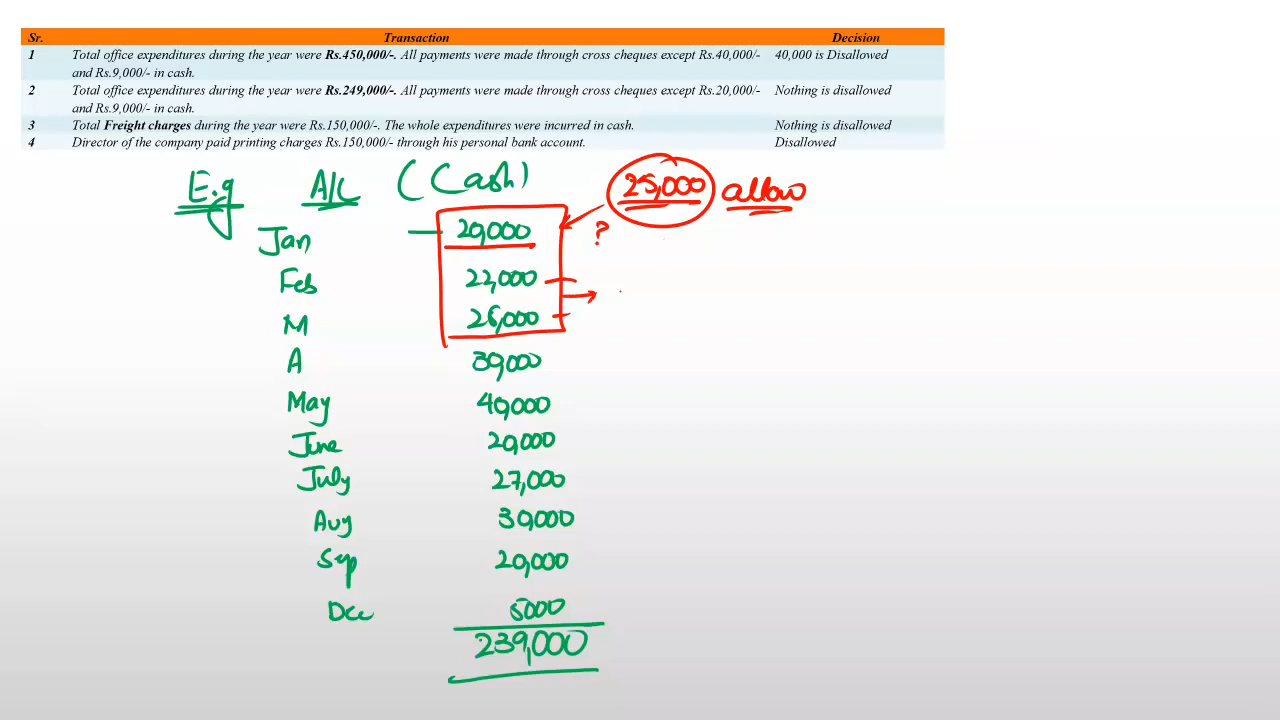 Sr. Transaction Decision
1 Total office expenditures during the year were Rs.450,000/-. All payments were made through cross cheques except Rs.40,000/- 40,000 is Disallowed
and Rs.9,000/- in cash.
2 Total office expenditures during the year were Rs.249,000/-. All payments were made through cross cheques except Rs.20,000/- Nothing is disallowed
and Rs.9,000/- in cash.
3 Total Freight charges during the year were Rs.150,000/-. The whole expenditures were incurred in cash. Nothing is disallowed
4 Director of the company paid printing charges Rs.150,000/- through his personal bank account. Disallowed
E.g A/C (Cash) 25,000 allow
Jan — 20,000 ?
Feb 22,000
M 26,000
A 39,000
May 40,000
June 20,000
July 27,000
Aug 30,000
Sep 20,000
Dec 5000
239,000